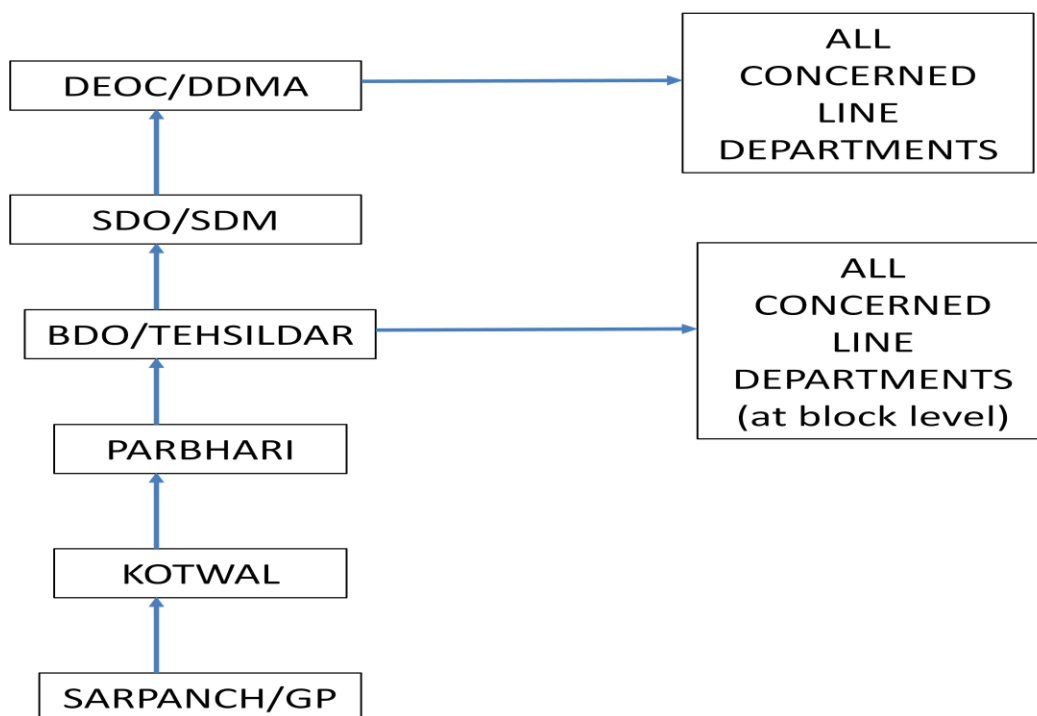 DEOC/DDMA
ALL
CONCERNED
LINE
DEPARTMENTS
SDO/SDM
BDO/TEHSILDAR
ALL
CONCERNED
LINE
DEPARTMENTS
(at block level)
PARBHARI
KOTWAL
SARPANCH/GP